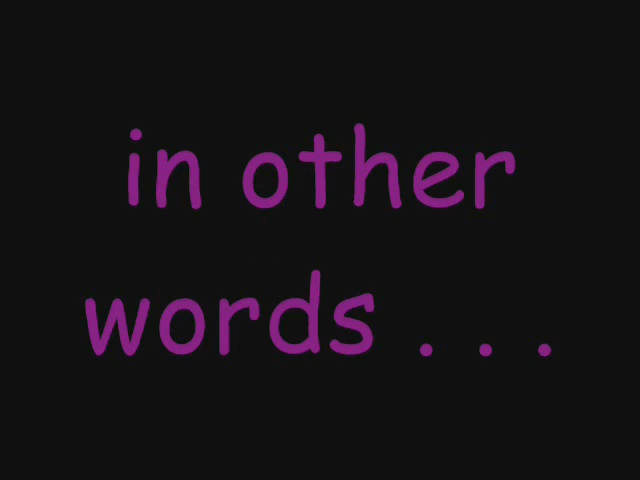 in other
words . . .